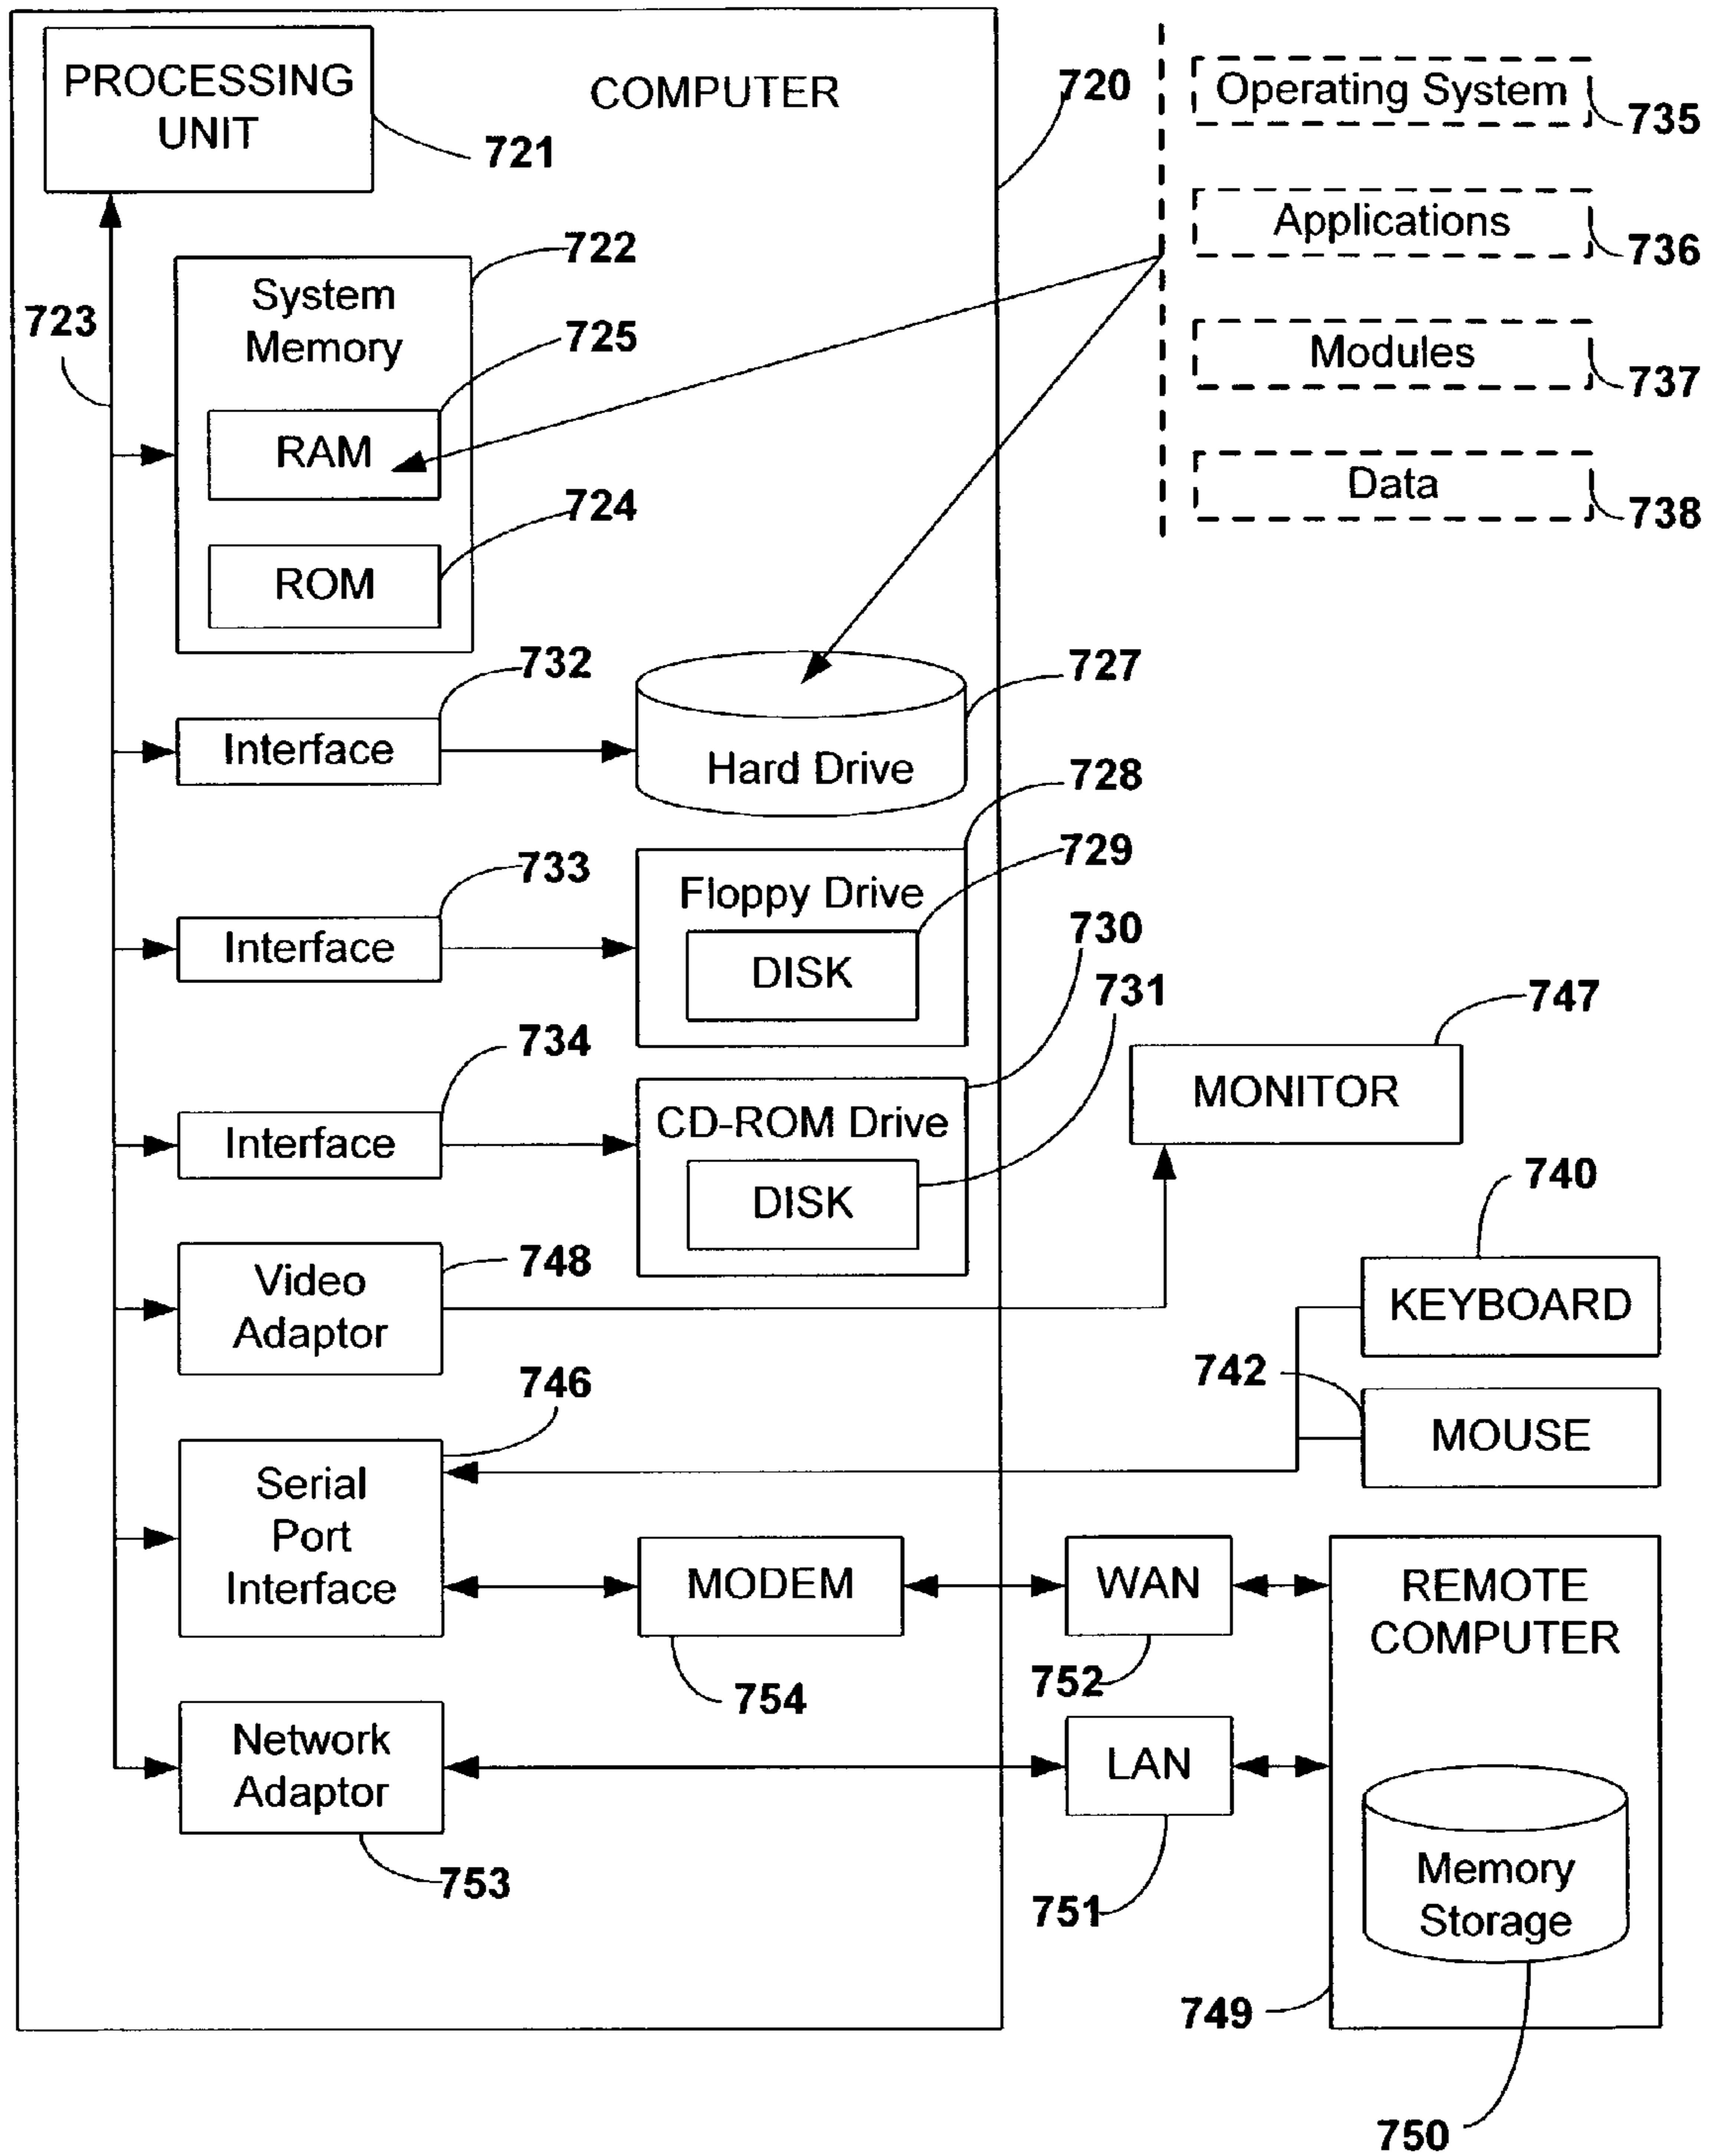 PROCESSING
UNIT
721
COMPUTER
720
Operating System
735
Applications
736
Modules
737
Data
738
723
722
System
Memory
725
RAM
724
ROM
732
Interface
727
Hard Drive
728
733
Interface
729
Floppy Drive
DISK
730
731
734
Interface
CD-ROM Drive
DISK
747
MONITOR
748
Video
Adaptor
740
KEYBOARD
742
MOUSE
746
Serial
Port
Interface
MODEM
754
WAN
752
REMOTE
COMPUTER
Network
Adaptor
753
LAN
751
Memory
Storage
749
750